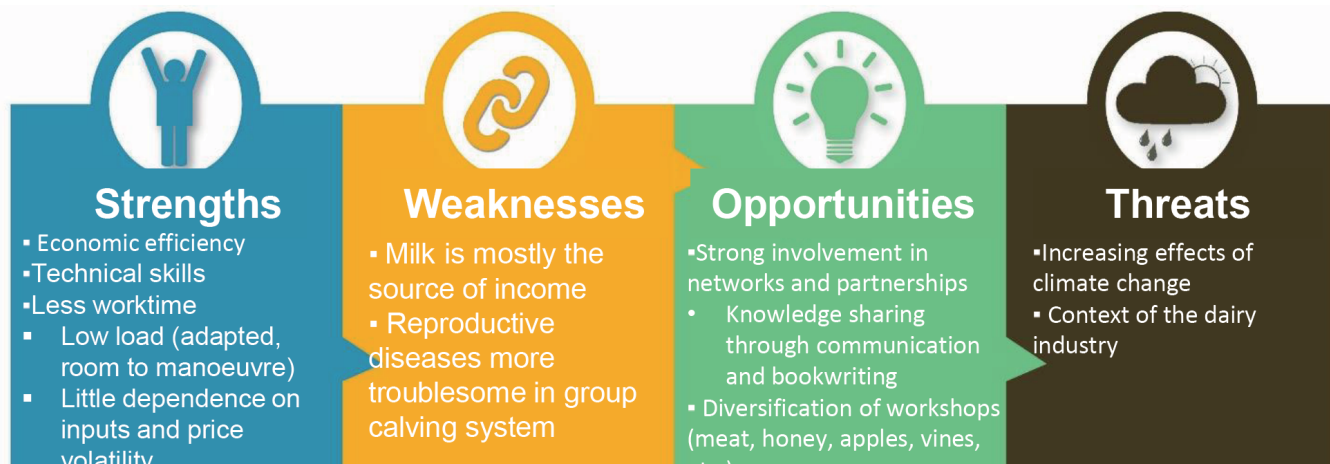 Strengths
▪ Economic efficiency
▪Technical skills
▪Less worktime
▪ Low load (adapted,
room to manoeuvre)
▪ Little dependence on
inputs and price
volatility
Weaknesses
▪ Milk is mostly the
source of income
▪ Reproductive
diseases more
troublesome in group
calving system
Opportunities
▪Strong involvement in
networks and partnerships
• Knowledge sharing
through communication
and bookwriting
▪ Diversification of workshops
(meat, honey, apples, vines,
Threats
▪Increasing effects of
climate change
▪ Context of the dairy
industry